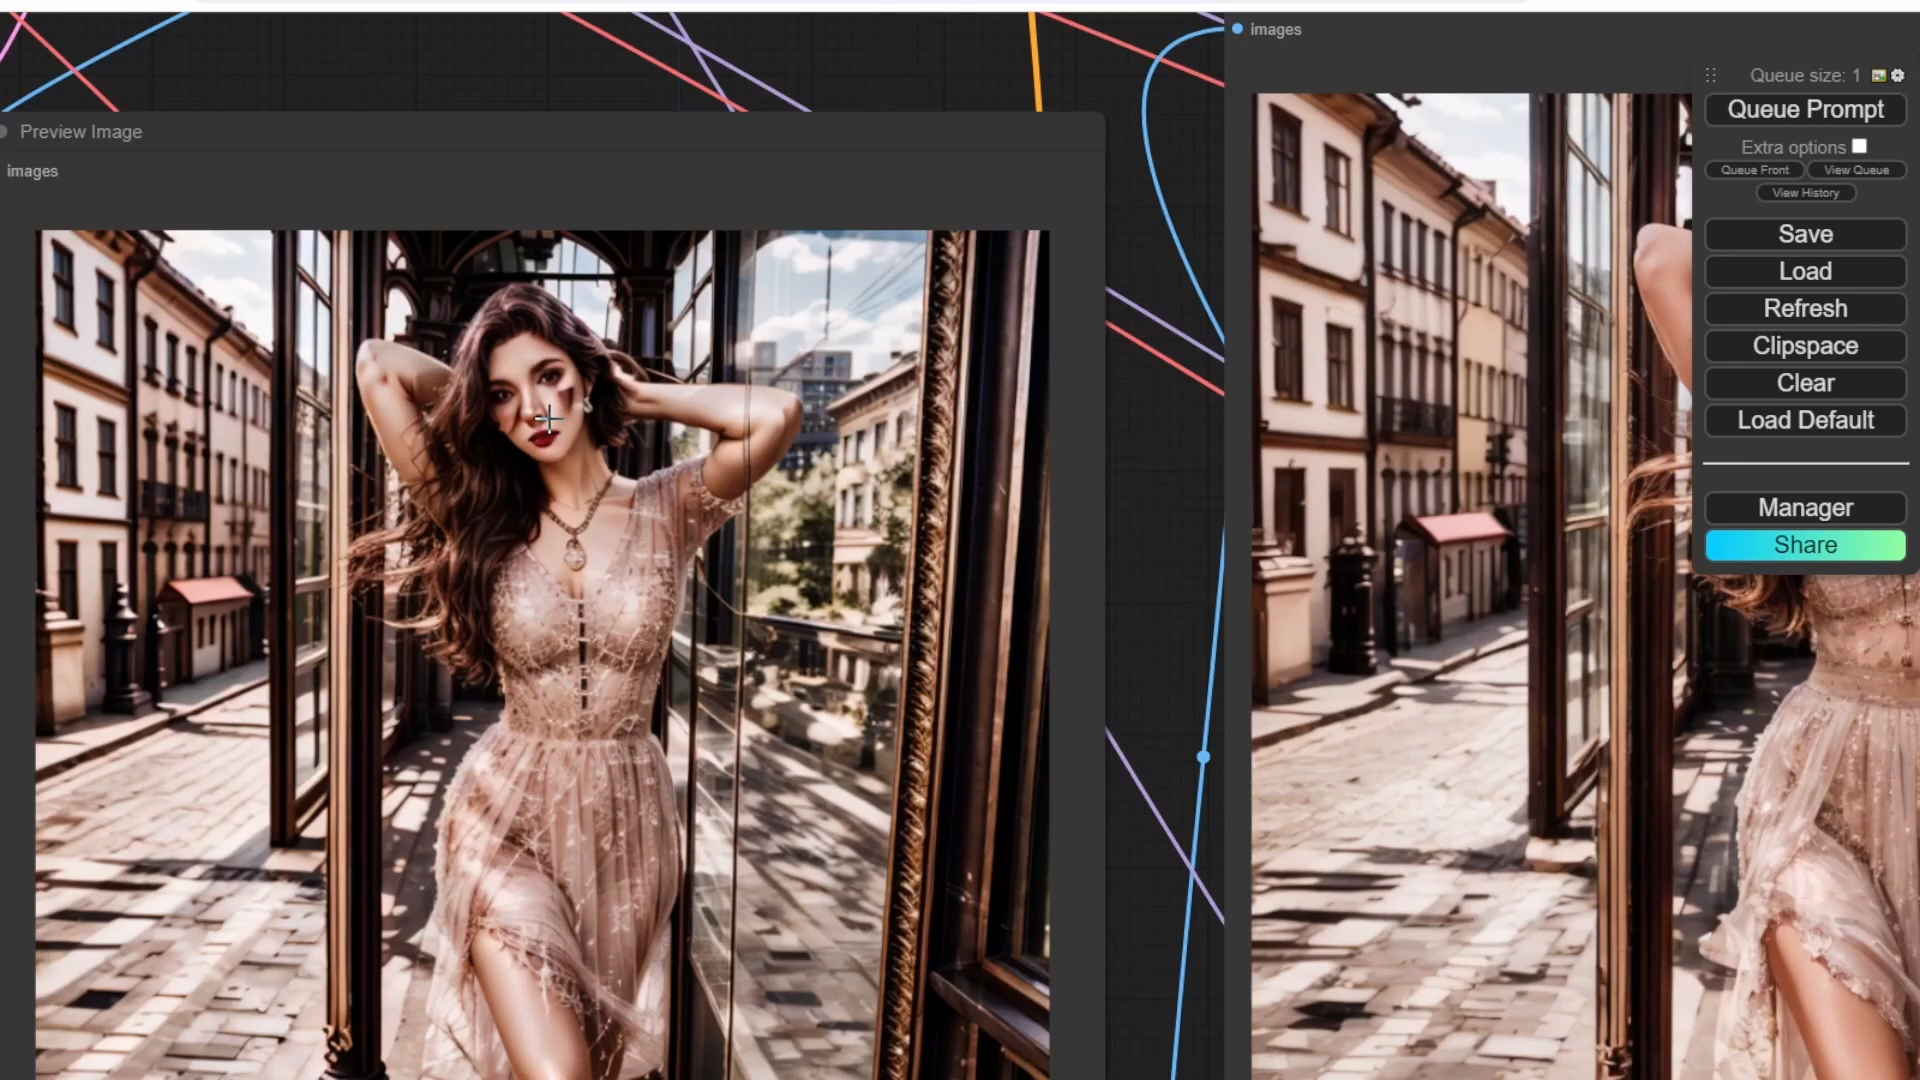 images
Queue size: 1
Queue Prompt
Extra options
Queue Front
View Queue
View History
Save
Load
Refresh
Clipspace
Clear
Load Default
Manager
Share
Preview Image
images